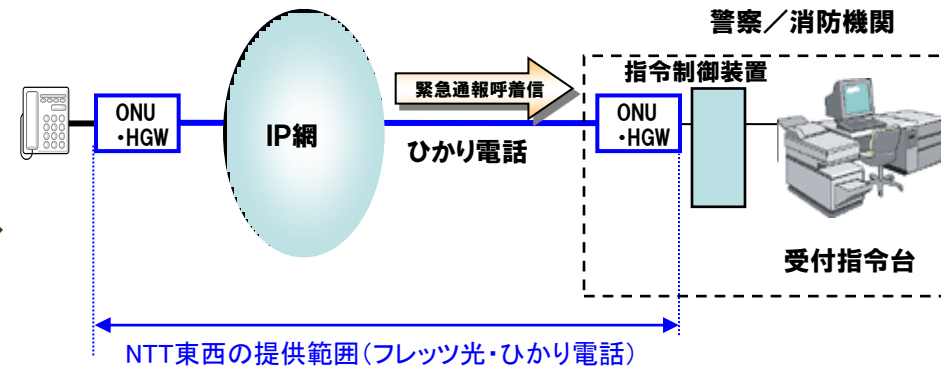 警察／消防機関
指令制御装置
緊急通報呼着信
ONU
・HGW
IP網
ONU
・HGW
ひかり電話
受付指令台
NTT東西の提供範囲（フレッツ光・ひかり電話）